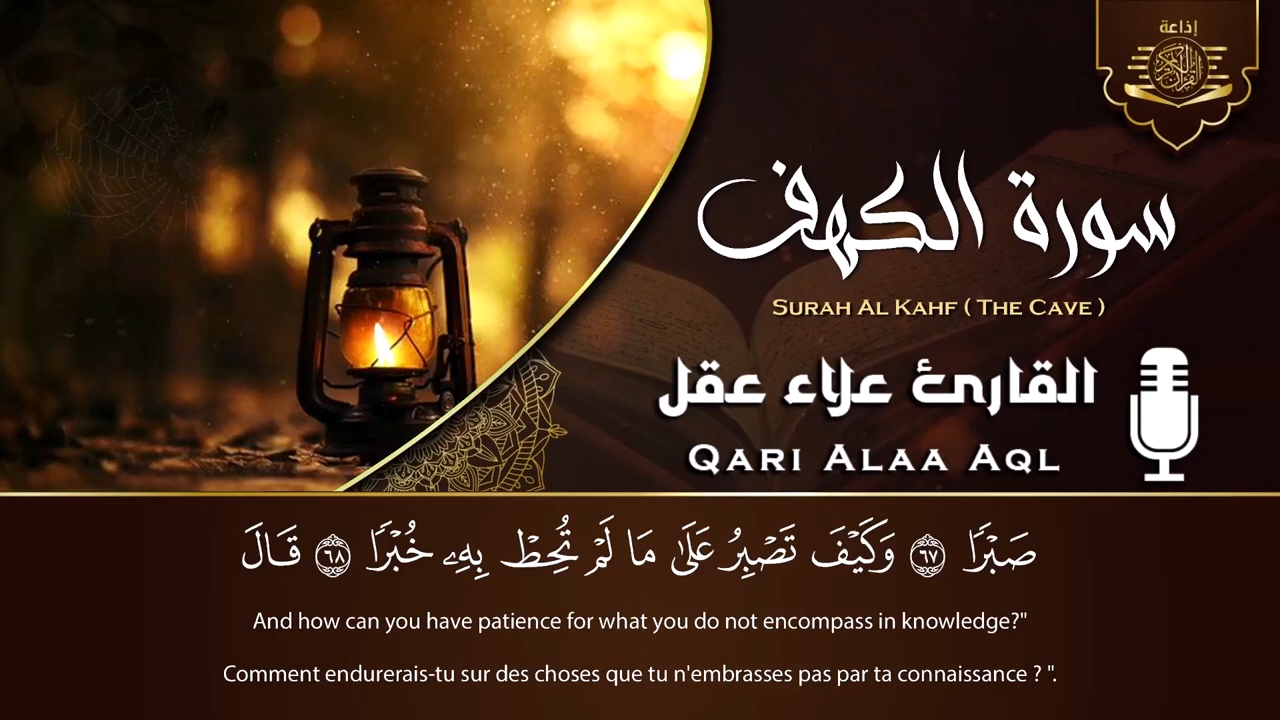 إذاعة
القرآن الكريم
سورة الكهف
SURAH AL KAHF ( THE CAVE )
القارئ علاء عقل
QARI ALAA AQL
صَبْرًا ٦٧ وَكَيْفَ تَصْبِرُ عَلَىٰ مَا لَمْ تُحِطْ بِهِۦ خُبْرًا ٦٨ قَالَ
And how can you have patience for what you do not encompass in knowledge?"
Comment endurerais-tu sur des choses que tu n'embrasses pas par ta connaissance ? ".